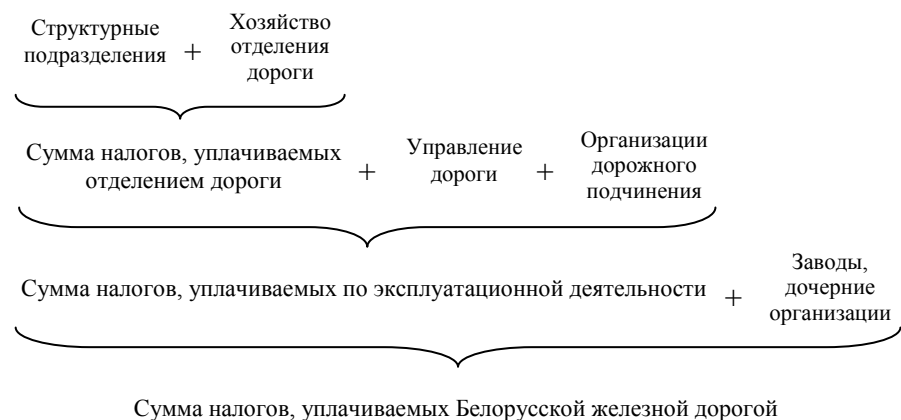 Структурные
подразделения
+
Хозяйство
отделения
дороги
Сумма налогов, уплачиваемых
отделением дороги
+
Управление
дороги
+
Организации
дорожного
подчинения
Сумма налогов, уплачиваемых по эксплуатационной деятельности
+
Заводы,
дочерние
организации
Сумма налогов, уплачиваемых Белорусской железной дорогой